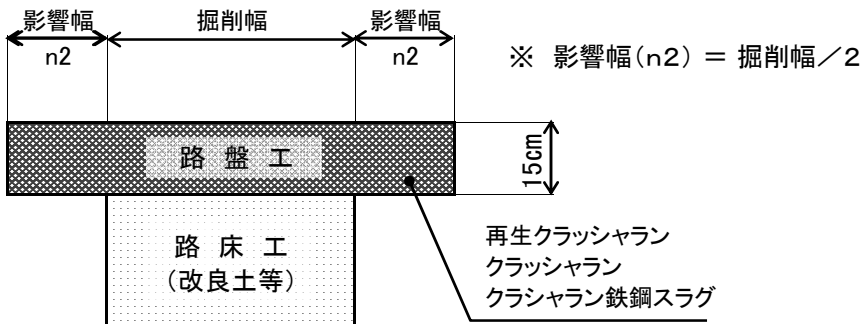 影響幅 掘削幅 影響幅
n2 n2
※ 影響幅(n2) = 掘削幅/2
路 盤 工
15cm
路 床 工
(改良土等)
再生クラッシャラン
クラッシャラン
クラシャラン鉄鋼スラグ